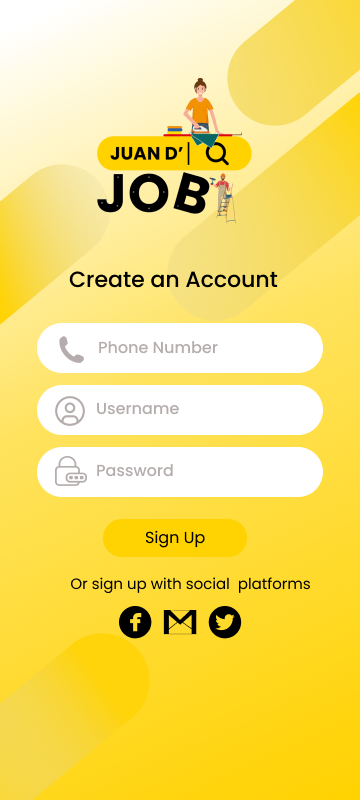 JUAN D’
JOB
Create an Account
Phone Number
Username
Password
Sign Up
Or sign up with social platforms